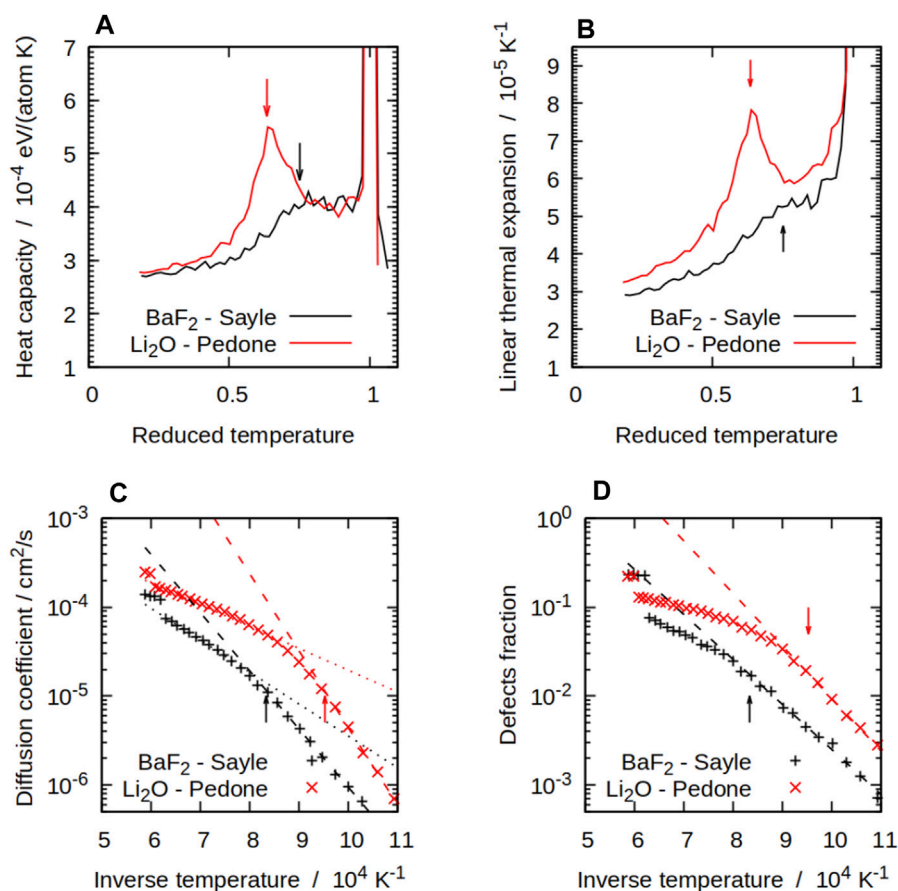 A
Heat capacity / 10⁻⁴ eV/(atom K)
7
6
5
4
3
2
1
BaF₂ - Sayle
Li₂O - Pedone
0 0.5 1
Reduced temperature
B
Linear thermal expansion / 10⁻⁵ K⁻¹
9
8
7
6
5
4
3
2
1
BaF₂ - Sayle
Li₂O - Pedone
0 0.5 1
Reduced temperature
C
Diffusion coefficient / cm²/s
10⁻³
10⁻⁴
10⁻⁵
10⁻⁶
BaF₂ - Sayle
Li₂O - Pedone
5 6 7 8 9 10 11
Inverse temperature / 10⁴ K⁻¹
D
Defects fraction
10⁰
10⁻¹
10⁻²
10⁻³
BaF₂ - Sayle
Li₂O - Pedone
5 6 7 8 9 10 11
Inverse temperature / 10⁴ K⁻¹